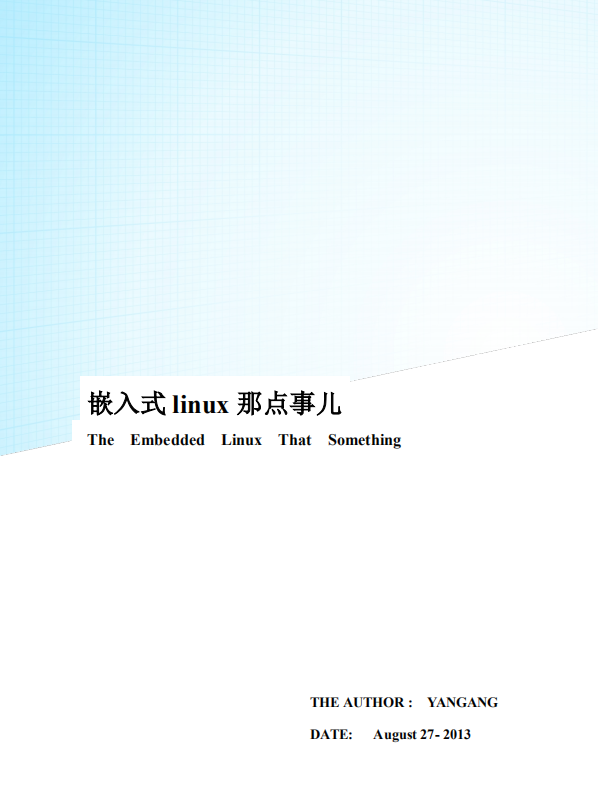 嵌入式 linux 那点事儿
The Embedded Linux That Something
THE AUTHOR : YANGANG
DATE: August 27- 2013